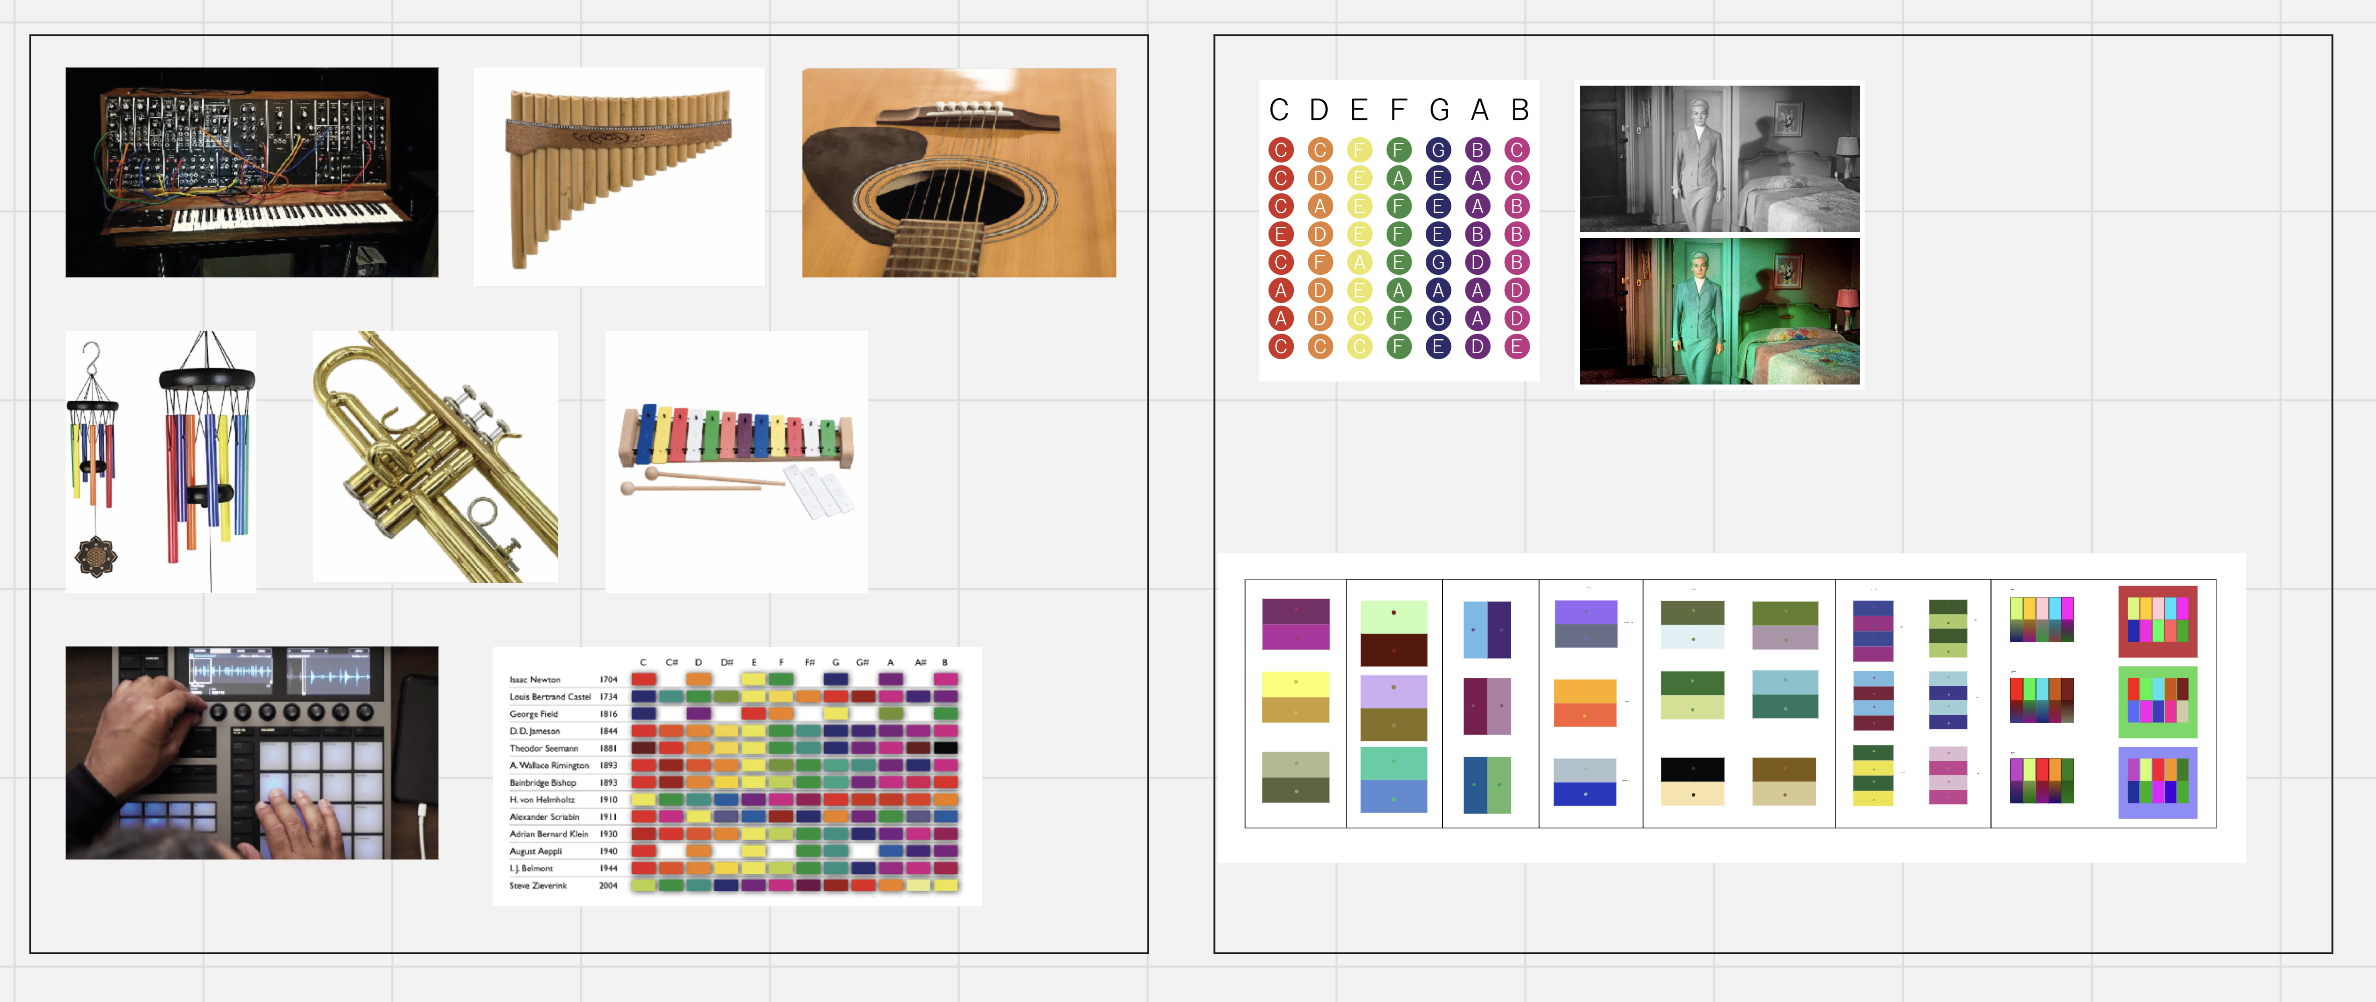 C C# D D# E F F# G G# A A# B
Isaac Newton 1704
Louis Bertrand Castel 1734
George Field 1816
D. D. Jameson 1844
Theodor Seemann 1881
A. Wallace Rimington 1893
Bainbridge Bishop 1893
H. von Helmholtz 1910
Alexander Scriabin 1911
Adrian Bernard Klein 1930
August Aeppli 1940
I. J. Belmont 1944
Steve Zieverink 2004
C D E F G A B
C C F F G B C
C D E A E A C
C A E F E A B
E D E F E B B
C F A E G D B
A D E A A A D
A D C F G A D
C C C F E D E